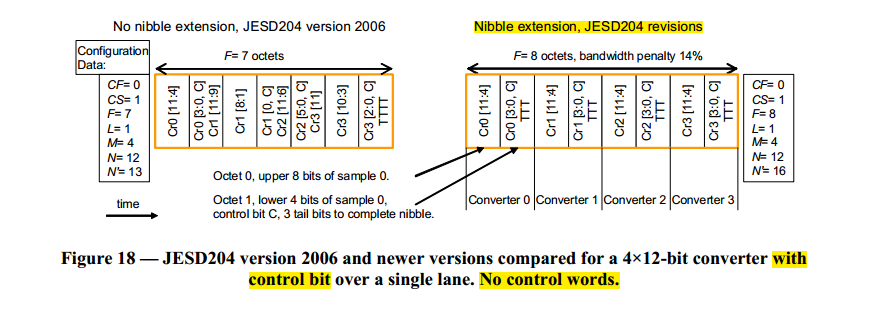 No nibble extension, JESD204 version 2006
Nibble extension, JESD204 revisions
Configuration
Data:
F= 7 octets
F= 8 octets, bandwidth penalty 14%
CF= 0
CS= 1
F= 7
L= 1
M= 4
N= 12
N'= 13
Cr0 [11:4]
Cr0 [3:0, C]
Cr1 [11:9]
Cr1 [8:1]
Cr1 [0, C]
Cr2 [11:6]
Cr2 [5:0, C]
Cr3 [11]
Cr3 [10:3]
Cr3 [2:0, C]
TTTT
Cr0 [11:4]
Cr0 [3:0, C]
TTT
Cr1 [11:4]
Cr1 [3:0, C]
TTT
Cr2 [11:4]
Cr2 [3:0, C]
TTT
Cr3 [11:4]
Cr3 [3:0, C]
TTT
CF= 0
CS= 1
F= 8
L= 1
M= 4
N= 12
N'= 16
Octet 0, upper 8 bits of sample 0.
Octet 1, lower 4 bits of sample 0,
control bit C, 3 tail bits to complete nibble.
Converter 0
Converter 1
Converter 2
Converter 3
time
Figure 18 — JESD204 version 2006 and newer versions compared for a 4×12-bit converter with
control bit over a single lane. No control words.